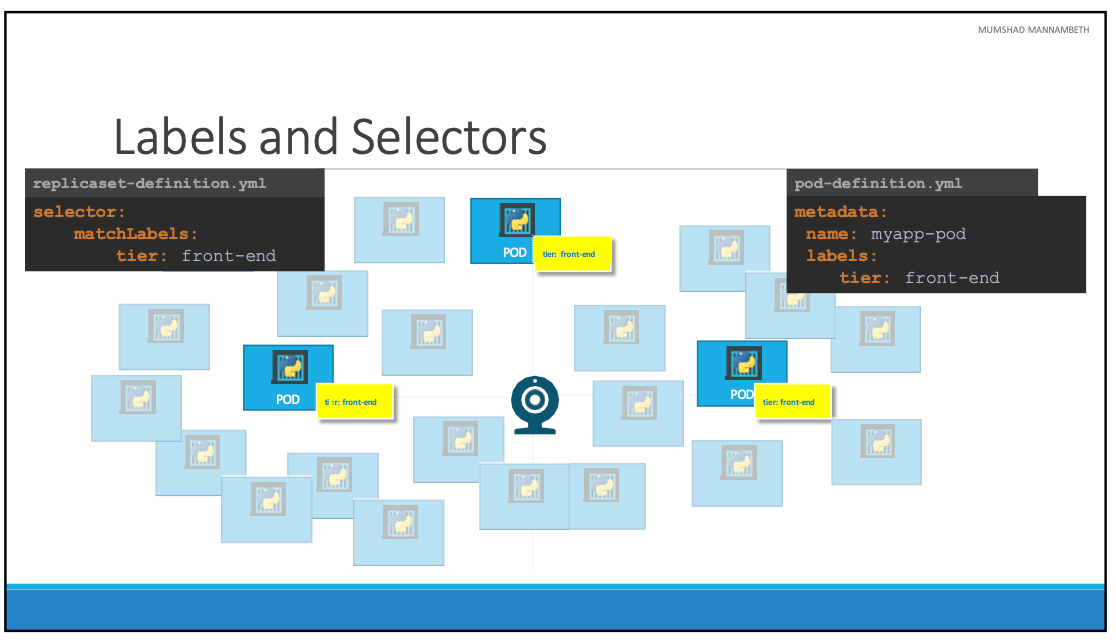 MUMSHAD MANNAMBETH
Labels and Selectors
replicaset-definition.yml
selector:
matchLabels:
tier: front-end
pod-definition.yml
metadata:
name: myapp-pod
labels:
tier: front-end
POD
tier: front-end
POD
tier: front-end
POD
tier: front-end